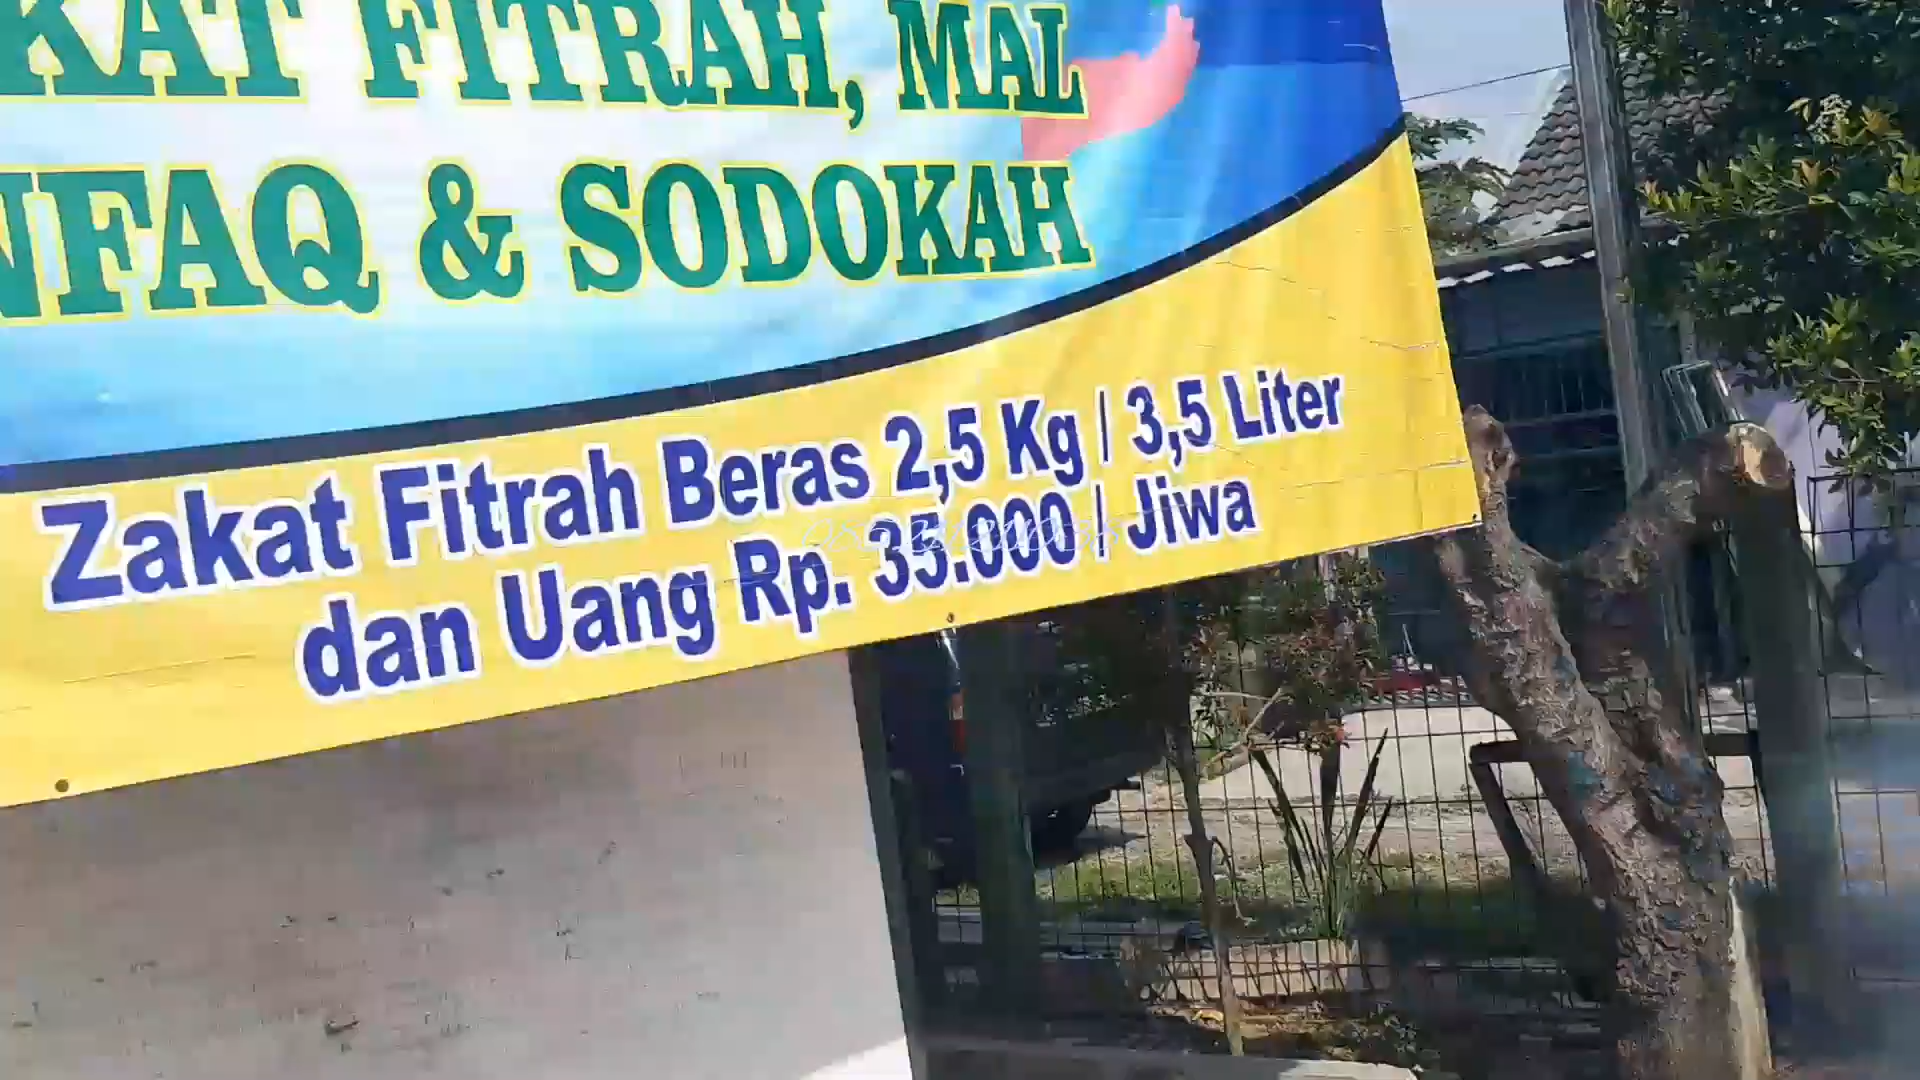 KAT FITRAH, MAL
NFAQ & SODOKAH
Zakat Fitrah Beras 2,5 Kg / 3,5 Liter
dan Uang Rp. 35.000 / Jiwa